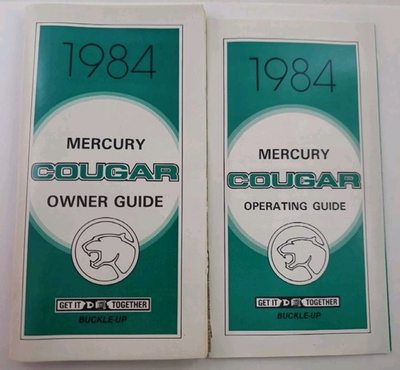 1984
MERCURY
COUGAR
OWNER GUIDE
GET IT TOGETHER
BUCKLE-UP
1984
MERCURY
COUGAR
OPERATING GUIDE
GET IT TOGETHER
BUCKLE-UP